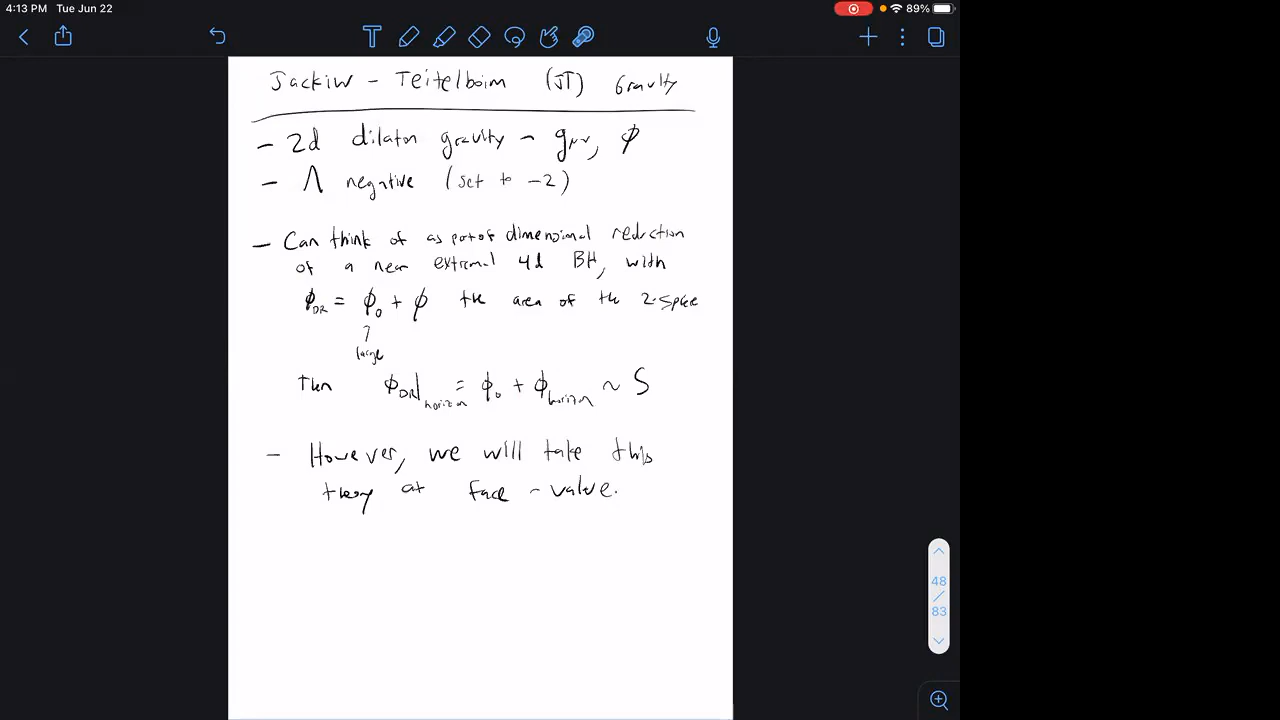 4:13 PM Tue Jun 22
89%
Jackiw - Teitelboim (JT) Gravity
- 2d dilaton gravity - gμν, φ
- Λ negative (set to -2)
- Can think of as part of dimensional reduction
of a near extremal 4d BH, with
φDR = φ0 + φ the area of the 2-sphere
↑
large
then φDR|horizon = φ0 + φhorizon ~ S
- However, we will take this
theory at face-value.
48
/
83